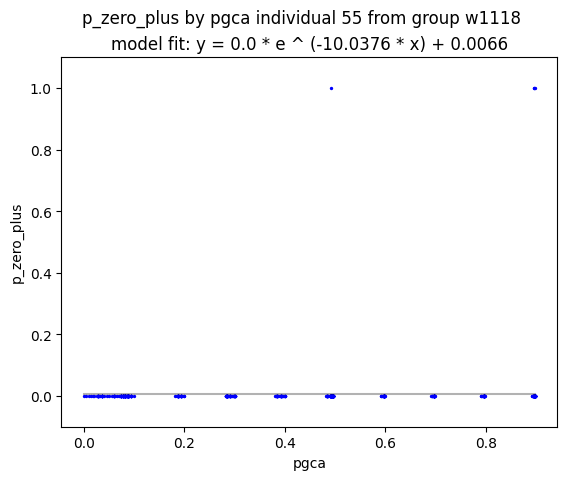 p_zero_plus by pgca individual 55 from group w1118
model fit: y = 0.0 * e ^ (-10.0376 * x) + 0.0066
1.0
0.8
0.6
0.4
0.2
0.0
p_zero_plus
0.0 0.2 0.4 0.6 0.8
pgca